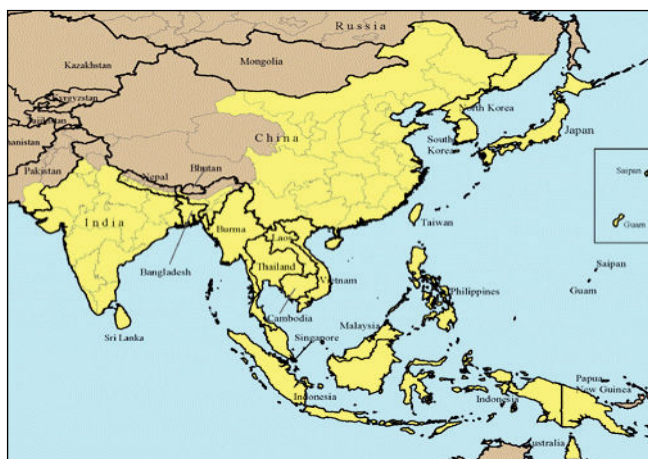 Russia
Kazakhstan
Mongolia
Kyrgyzstan
North Korea
China
South
Korea
Japan
Pakistan
Nepal
Bhutan
Saipan
India
Burma
Laos
Taiwan
Guam
Bangladesh
Thailand
Vietnam
Saipan
Philippines
Guam
Cambodia
Sri Lanka
Malaysia
Singapore
Papua
New Guinea
Indonesia
Indonesia
Australia